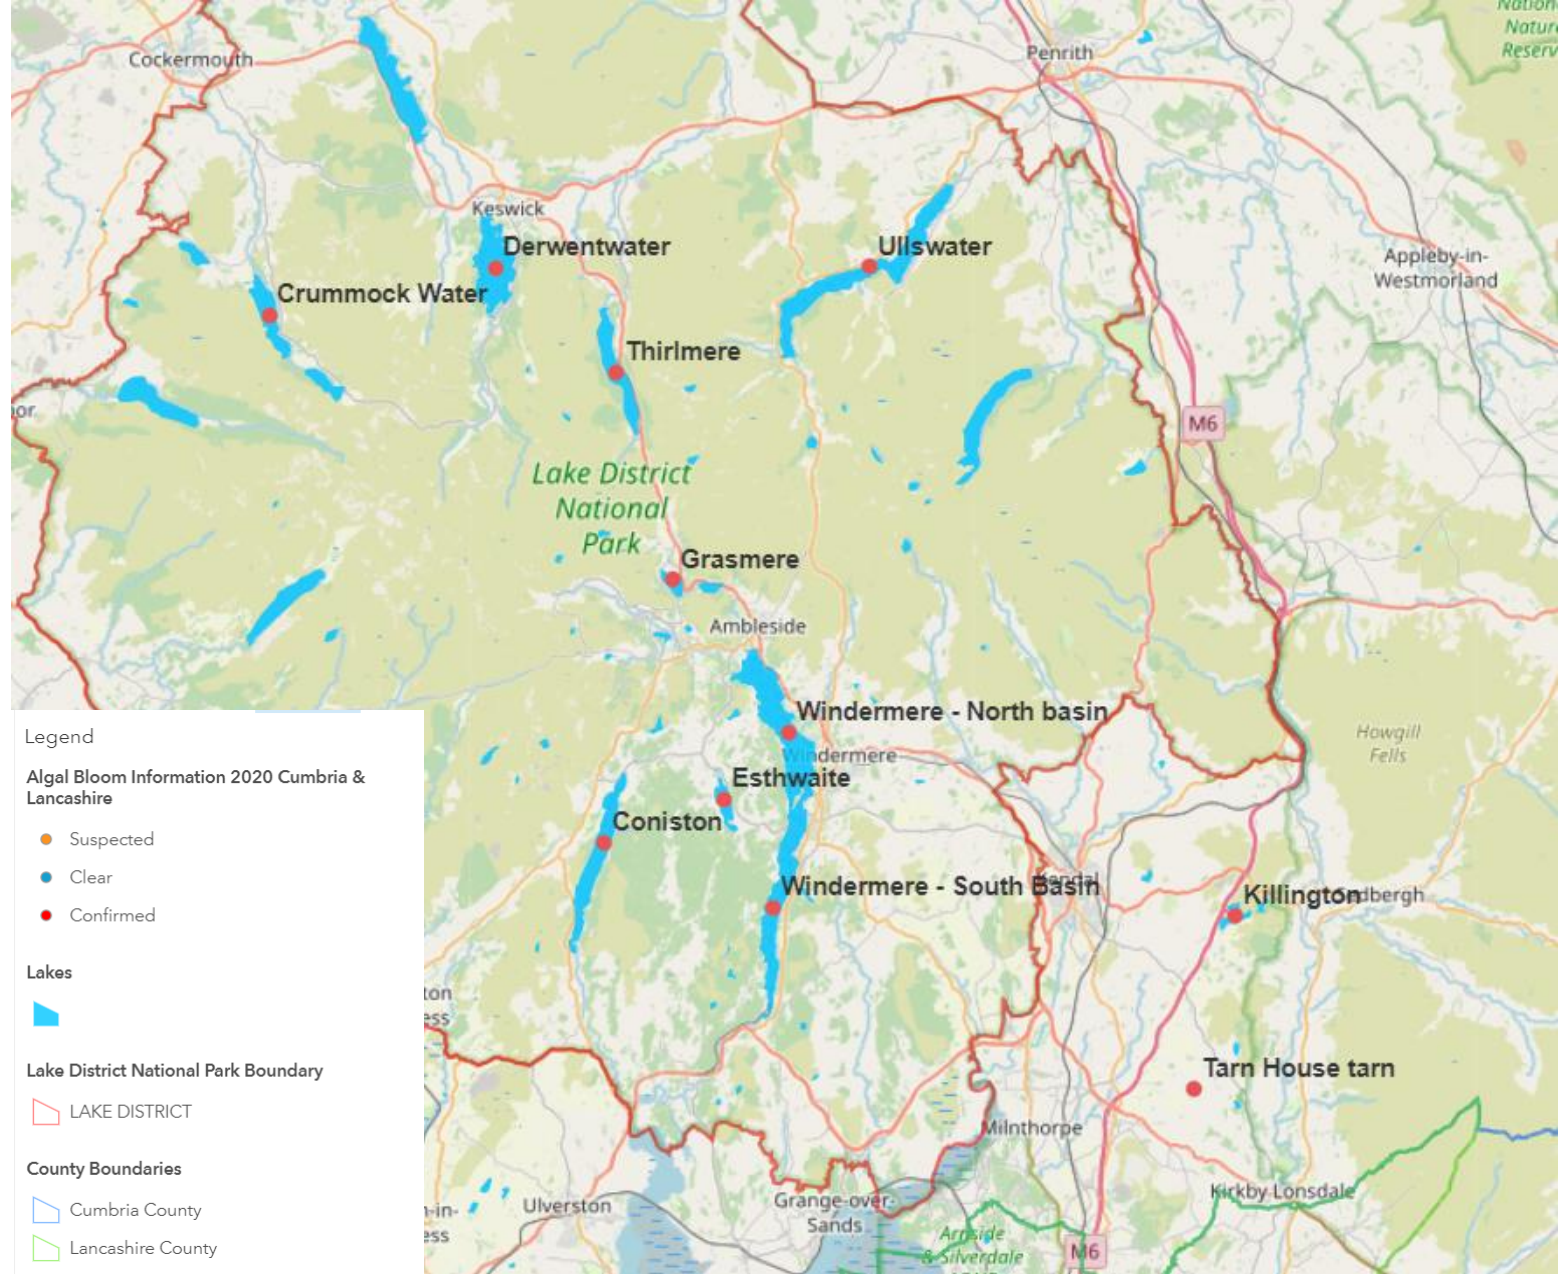 Nation
Natur
Reserv
Cockermouth
Penrith
Keswick
Derwentwater
Ullswater
Appleby-in-
Westmorland
Crummock Water
Thirlmere
M6
Lake District
National
Park
Grasmere
Ambleside
Windermere - North basin
Howgill
Fells
Windermere
Esthwaite
Coniston
Windermere - South Basin
Killington
Tarn House tarn
Milnthorpe
Kirkby Lonsdale
Ulverston
Grange-over-
Sands
Arnside
& Silverdale
M6
Legend
Algal Bloom Information 2020 Cumbria &
Lancashire
Suspected
Clear
Confirmed
Lakes
Lake District National Park Boundary
LAKE DISTRICT
County Boundaries
Cumbria County
Lancashire County